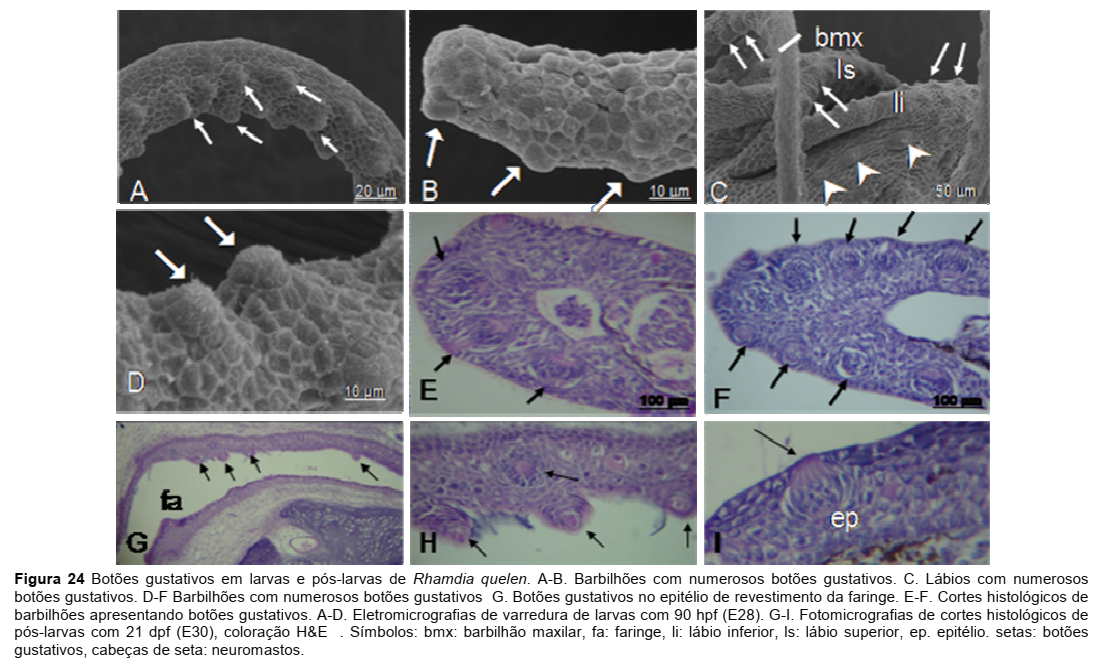 A
20 µm
B
10 µm
bmx
ls
li
C
50 µm
D
10 µm
E
100 µm
F
100 µm
fa
G
H
ep
I
Figura 24 Botões gustativos em larvas e pós-larvas de Rhamdia quelen. A-B. Barbilhões com numerosos botões gustativos. C. Lábios com numerosos
botões gustativos. D-F Barbilhões com numerosos botões gustativos G. Botões gustativos no epitélio de revestimento da faringe. E-F. Cortes histológicos de
barbilhões apresentando botões gustativos. A-D. Eletromicrografias de varredura de larvas com 90 hpf (E28). G-I. Fotomicrografias de cortes histológicos de
pós-larvas com 21 dpf (E30), coloração H&E . Símbolos: bmx: barbilhão maxilar, fa: faringe, li: lábio inferior, ls: lábio superior, ep. epitélio. setas: botões
gustativos, cabeças de seta: neuromastos.